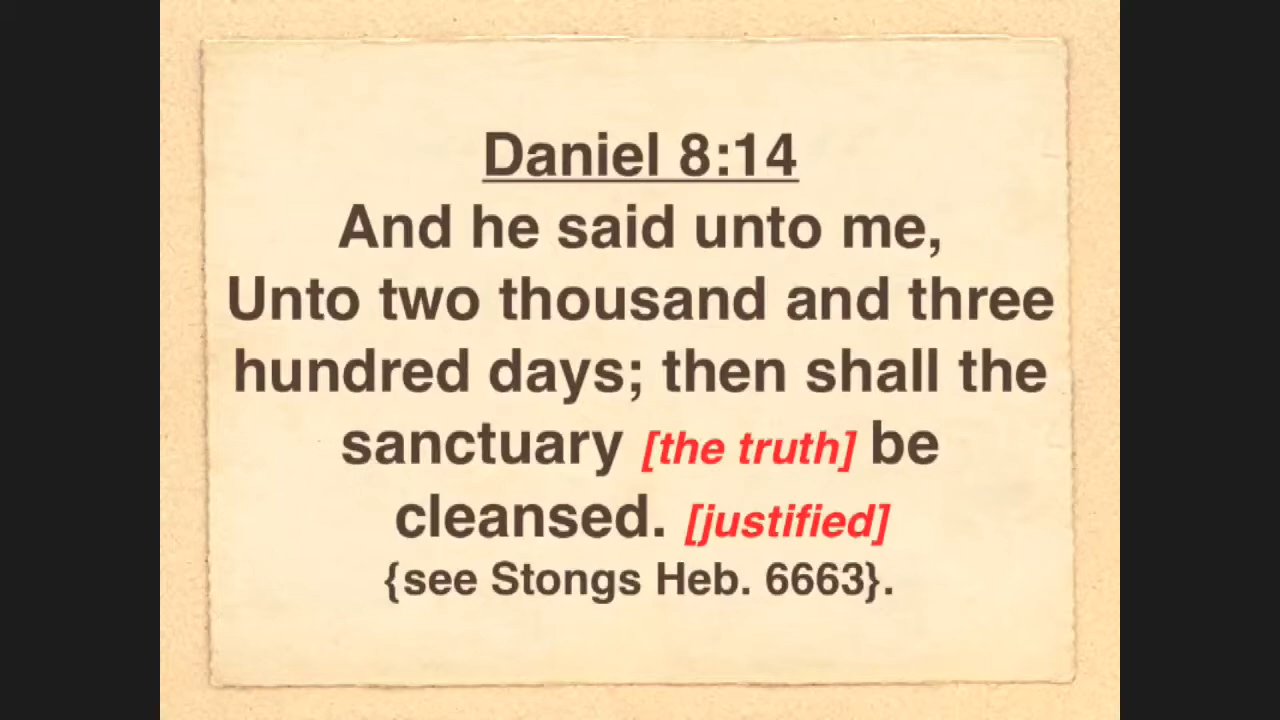 Daniel 8:14
And he said unto me,
Unto two thousand and three
hundred days; then shall the
sanctuary [the truth] be
cleansed. [justified]
{see Stongs Heb. 6663}.